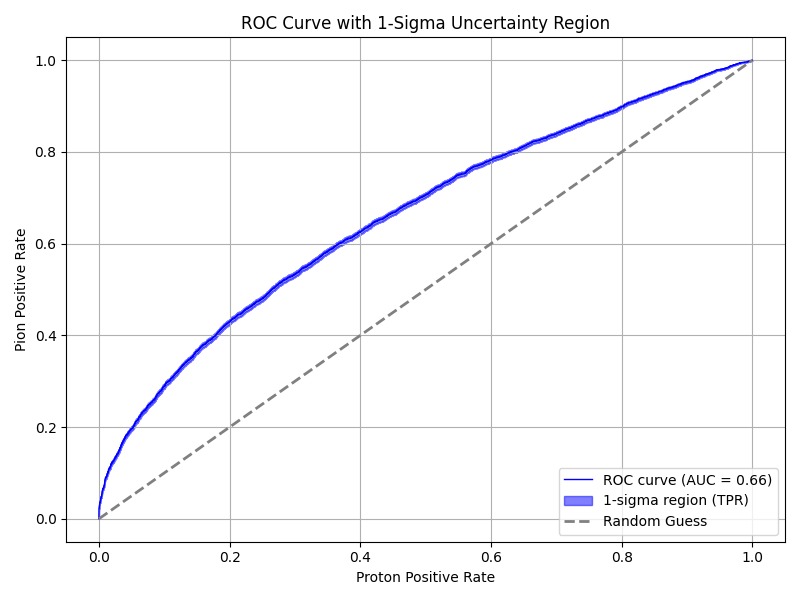 ROC Curve with 1-Sigma Uncertainty Region
Pion Positive Rate
1.0
0.8
0.6
0.4
0.2
0.0
0.0 0.2 0.4 0.6 0.8 1.0
Proton Positive Rate
ROC curve (AUC = 0.66)
1-sigma region (TPR)
Random Guess